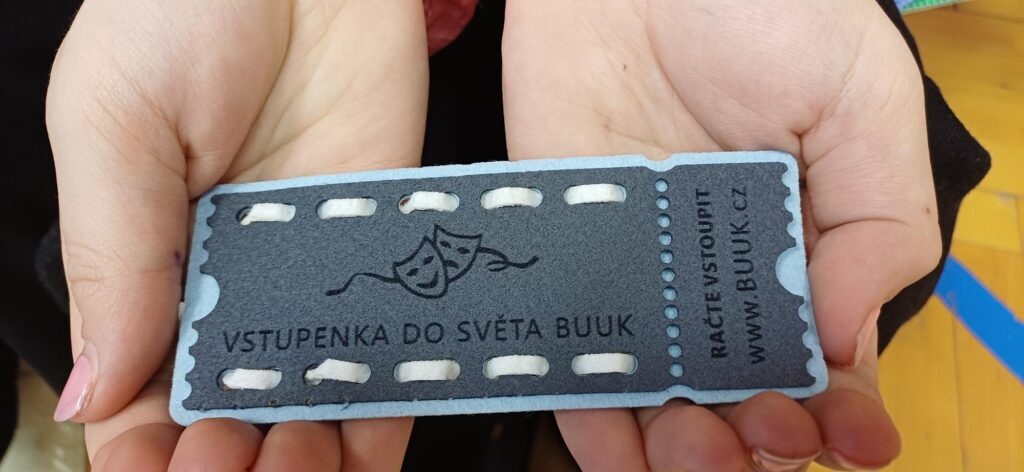 VSTUPENKA DO SVĚTA BUUK
RAČTE VSTOUPIT
www.BUUK.cz